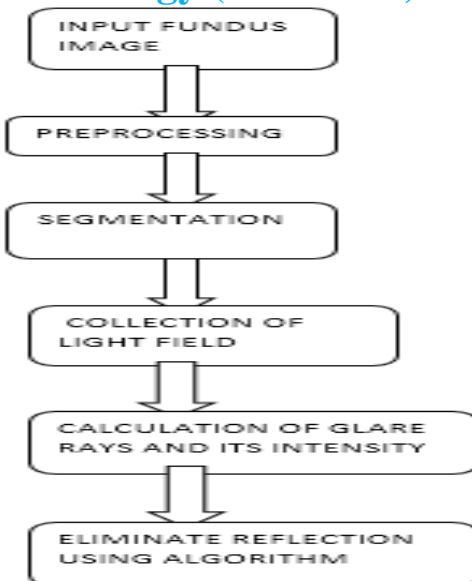 INPUT FUNDUS
IMAGE
PREPROCESSING
SEGMENTATION
COLLECTION OF
LIGHT FIELD
CALCULATION OF GLARE
RAYS AND ITS INTENSITY
ELIMINATE REFLECTION
USING ALGORITHM